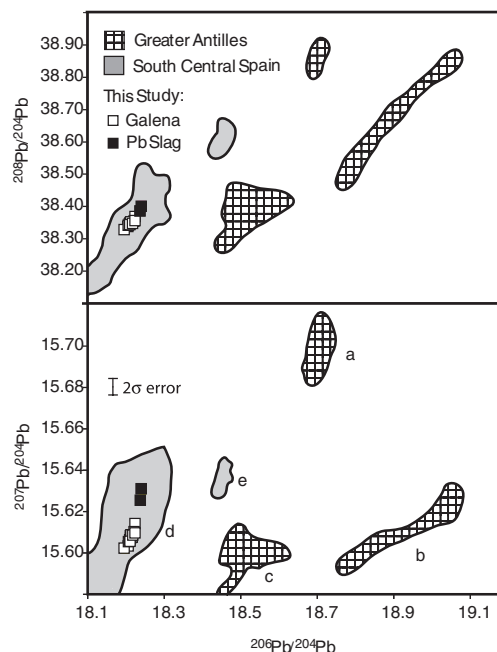 38.90
38.80
38.70
38.60
38.50
38.40
38.30
38.20
208Pb/204Pb
Greater Antilles
South Central Spain
This Study:
Galena
Pb Slag
15.70
15.68
15.66
15.64
15.62
15.60
207Pb/204Pb
2σ error
a
e
d
c
b
18.1
18.3
18.5
18.7
18.9
19.1
206Pb/204Pb